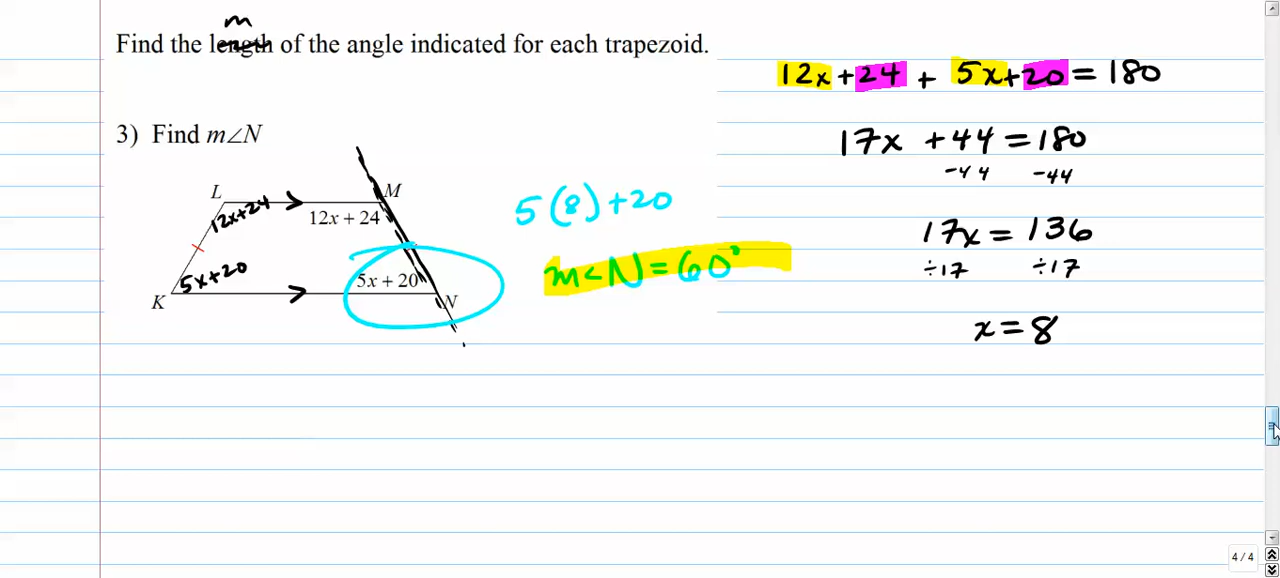 m
Find the length of the angle indicated for each trapezoid.
12x + 24 + 5x + 20 = 180
3) Find m∠N
17x + 44 = 180
-44 -44
L
M
12x+24
12x + 24
5(8)+20
17x = 136
÷17 ÷17
m<N = 60°
5x+20
5x + 20
K
N
x = 8
4 / 4